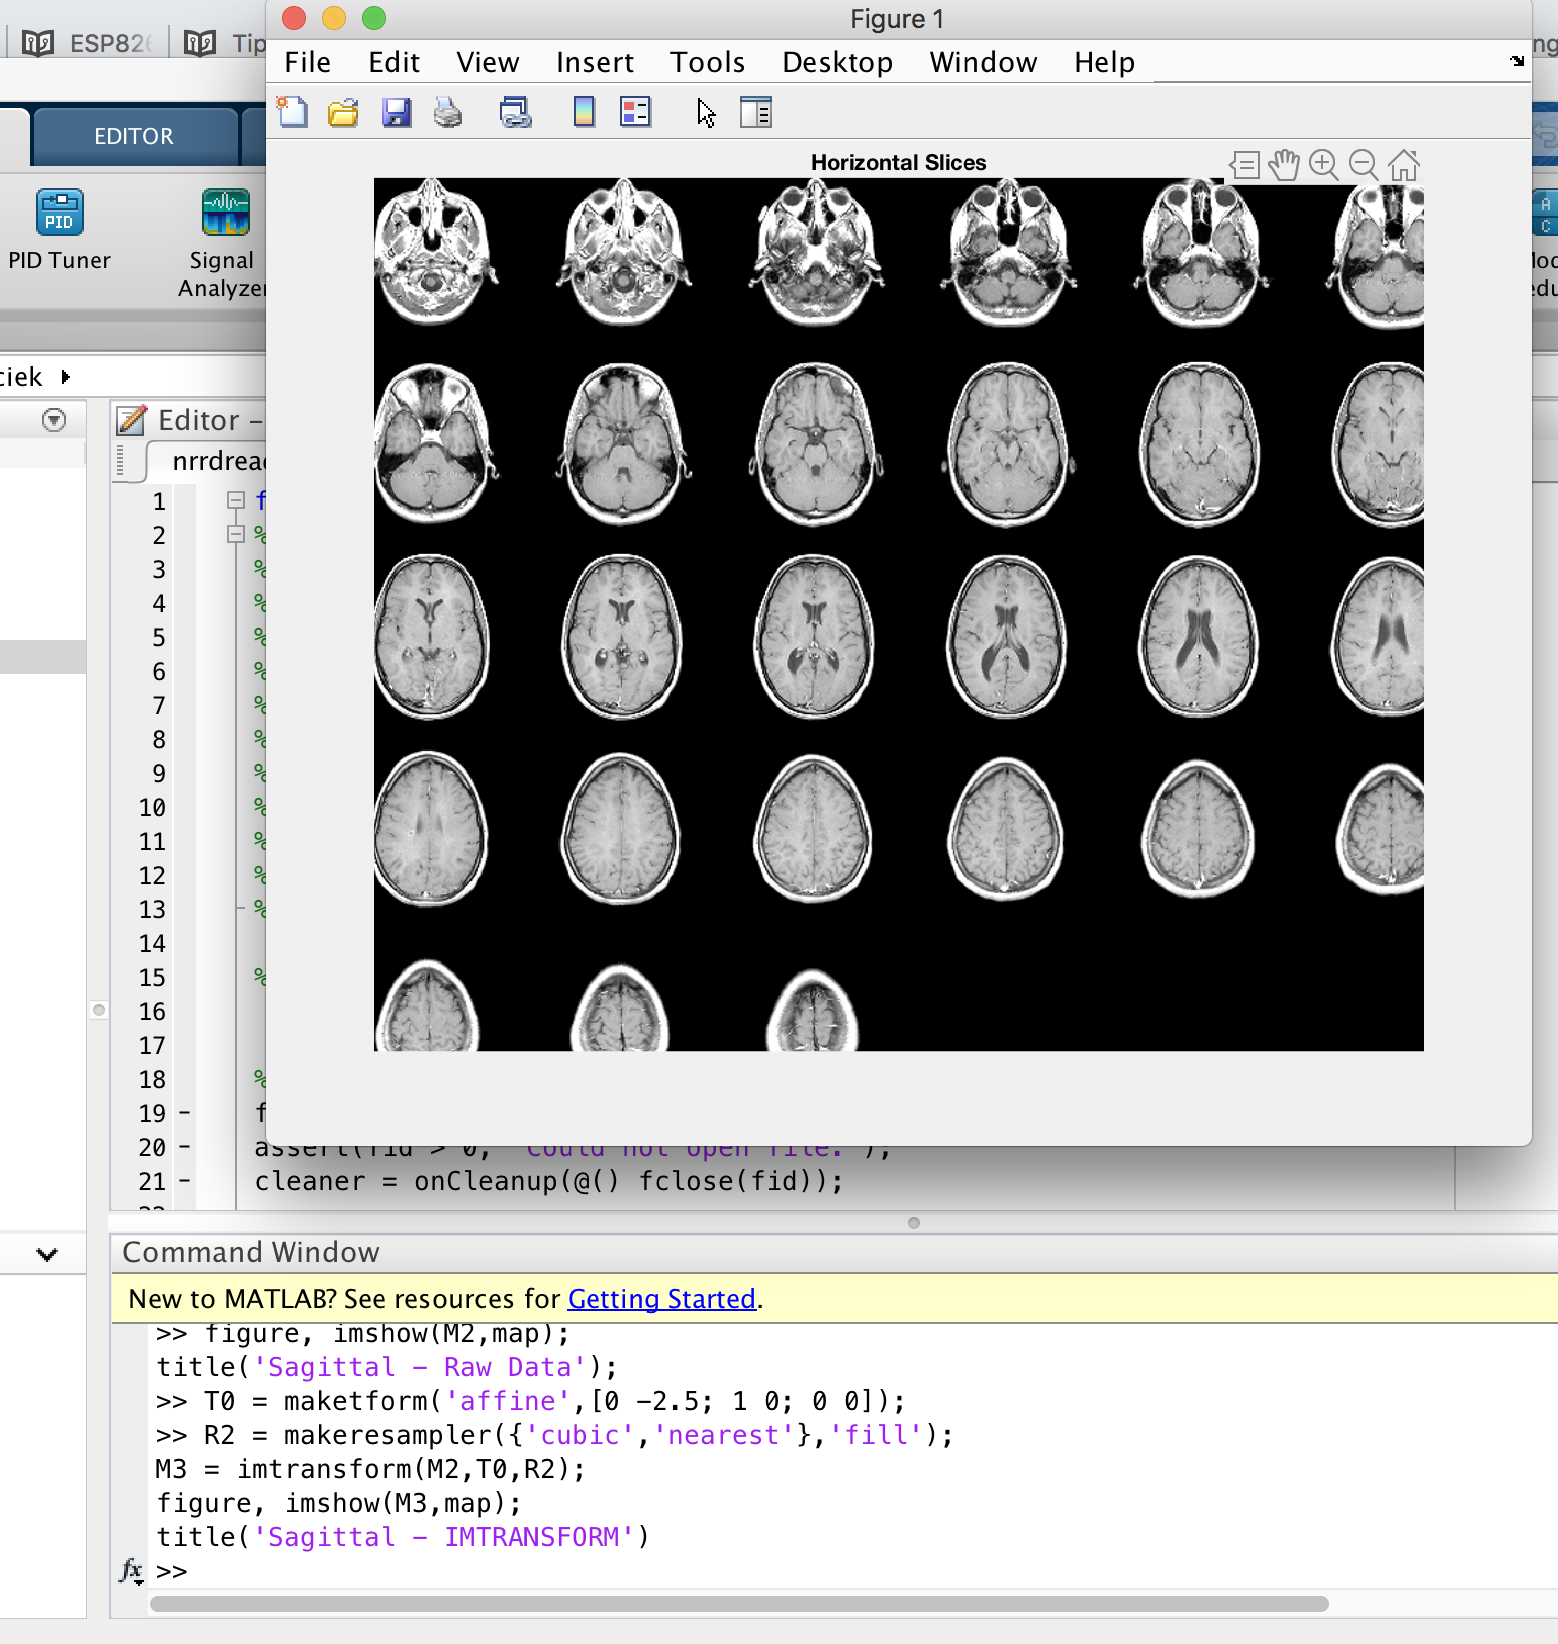 Figure 1
ESP826
Tip
File Edit View Insert Tools Desktop Window Help
EDITOR
Horizontal Slices
PID
PID Tuner
Signal
Analyzer
A
C
ciek
Editor –
nrrdread
1 f
2 %
3 %
4 %
5 %
6 %
7 %
8 %
9 %
10 %
11 %
12 %
13 %
14
15 %
16
17
18 %
19 – f
20 – assert(fid > 0, 'Could not open file.');
21 – cleaner = onCleanup(@() fclose(fid));
Command Window
New to MATLAB? See resources for Getting Started.
>> figure, imshow(M2,map);
title('Sagittal – Raw Data');
>> T0 = maketform('affine',[0 -2.5; 1 0; 0 0]);
>> R2 = makeresampler({'cubic','nearest'},'fill');
M3 = imtransform(M2,T0,R2);
figure, imshow(M3,map);
title('Sagittal – IMTRANSFORM')
fx >>